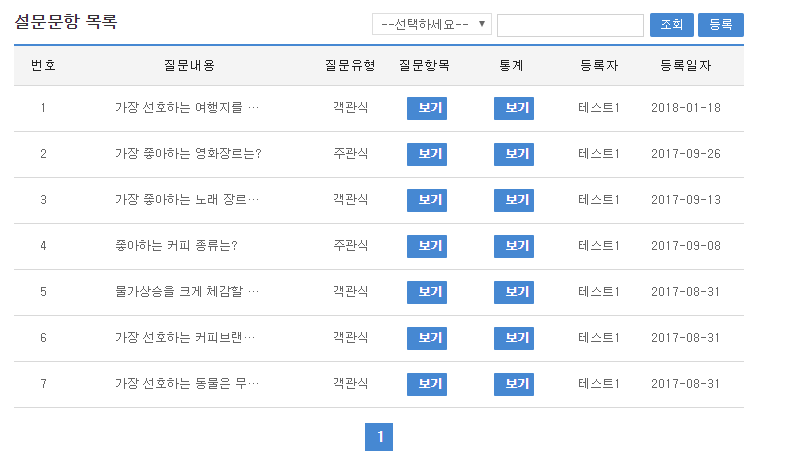 설문문항 목록 --선택하세요-- 조회 등록
번호 질문내용 질문유형 질문항목 통계 등록자 등록일자
1 가장 선호하는 여행지를 … 객관식 보기 보기 테스트1 2018-01-18
2 가장 좋아하는 영화장르는? 주관식 보기 보기 테스트1 2017-09-26
3 가장 좋아하는 노래 장르… 객관식 보기 보기 테스트1 2017-09-13
4 좋아하는 커피 종류는? 주관식 보기 보기 테스트1 2017-09-08
5 물가상승을 크게 체감할 … 객관식 보기 보기 테스트1 2017-08-31
6 가장 선호하는 커피브랜… 객관식 보기 보기 테스트1 2017-08-31
7 가장 선호하는 동물은 무… 객관식 보기 보기 테스트1 2017-08-31
1